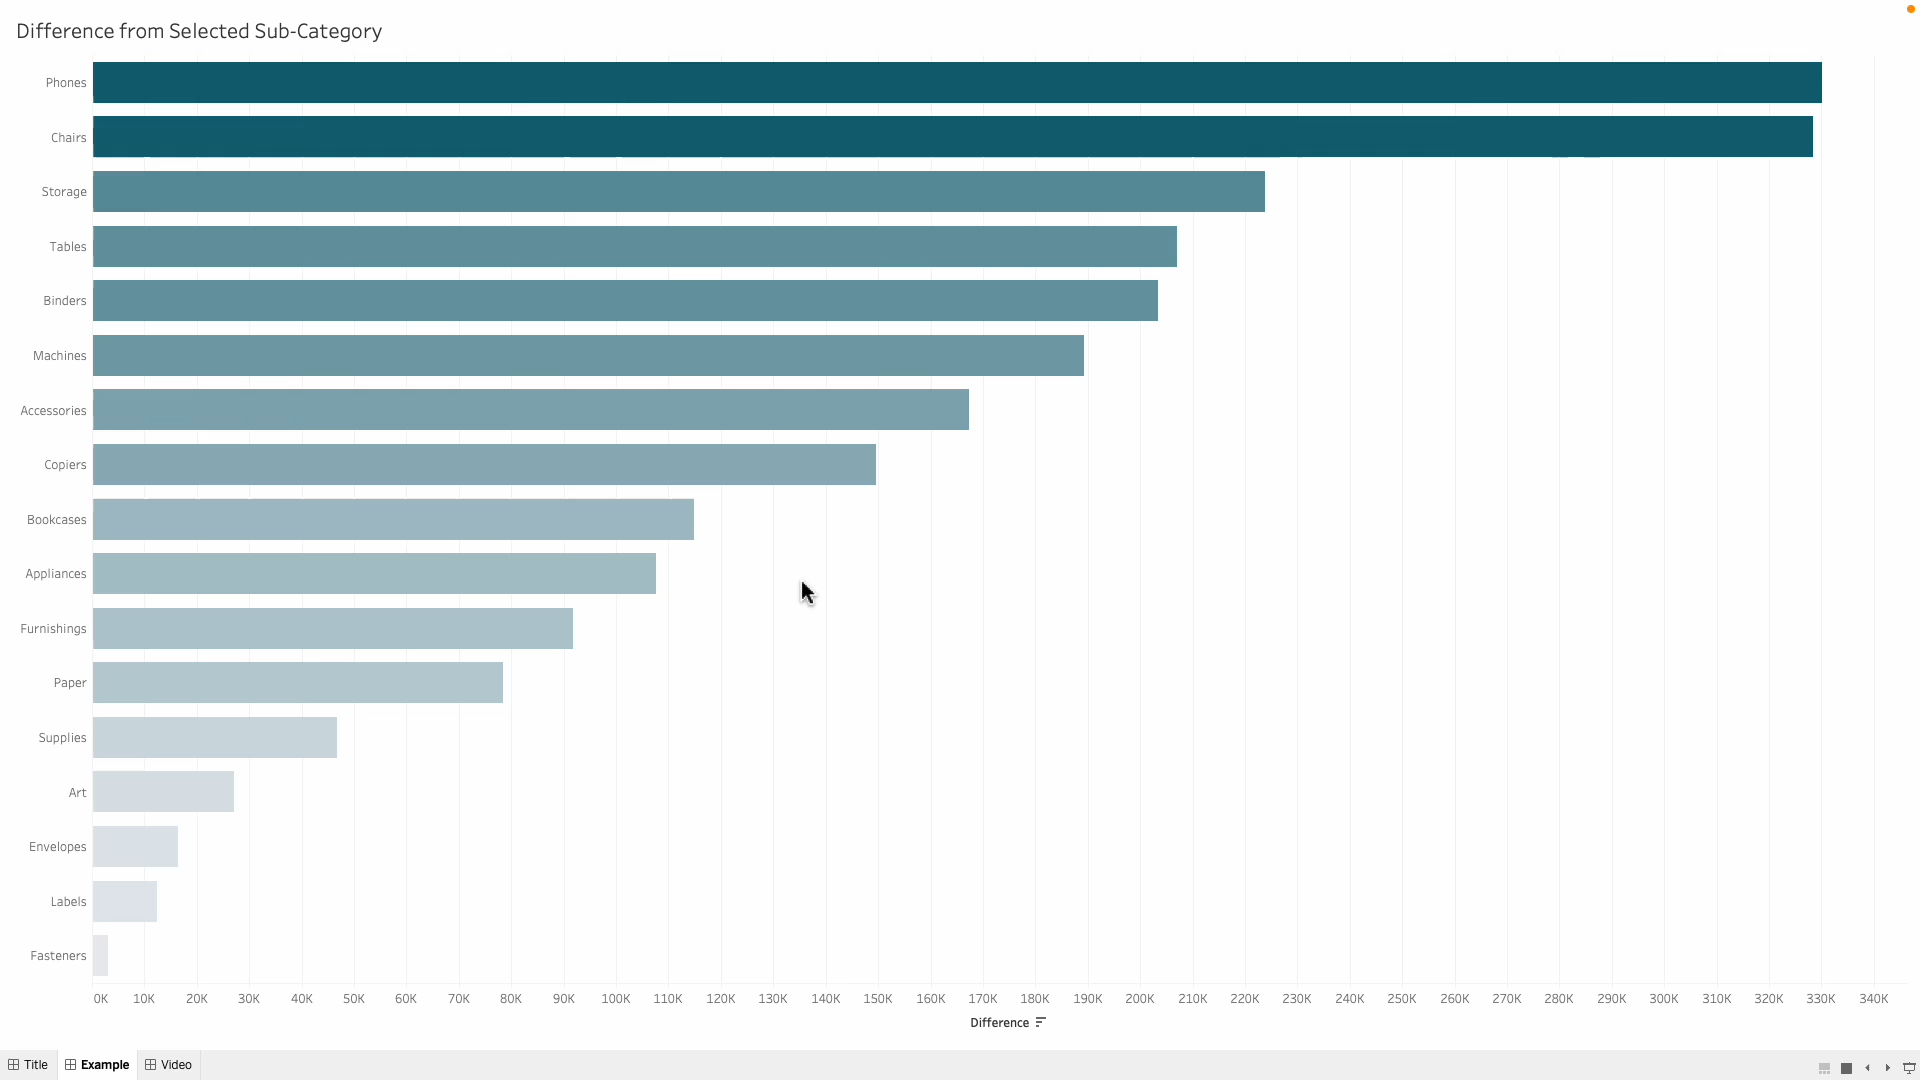 Difference from Selected Sub-Category
Phones
Chairs
Storage
Tables
Binders
Machines
Accessories
Copiers
Bookcases
Appliances
Furnishings
Paper
Supplies
Art
Envelopes
Labels
Fasteners
0K 10K 20K 30K 40K 50K 60K 70K 80K 90K 100K 110K 120K 130K 140K 150K 160K 170K 180K 190K 200K 210K 220K 230K 240K 250K 260K 270K 280K 290K 300K 310K 320K 330K 340K
Difference
Title Example Video